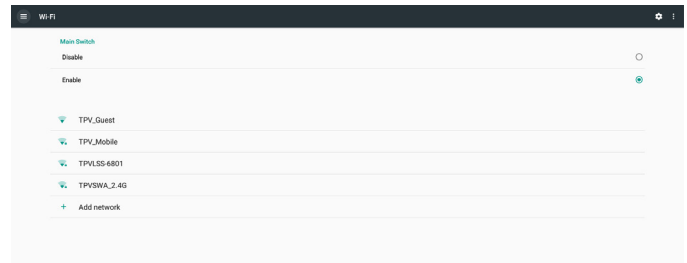 Wi-Fi
Main Switch
Disable
Enable
TPV_Guest
TPV_Mobile
TPVLSS-6801
TPVSWA_2.4G
Add network